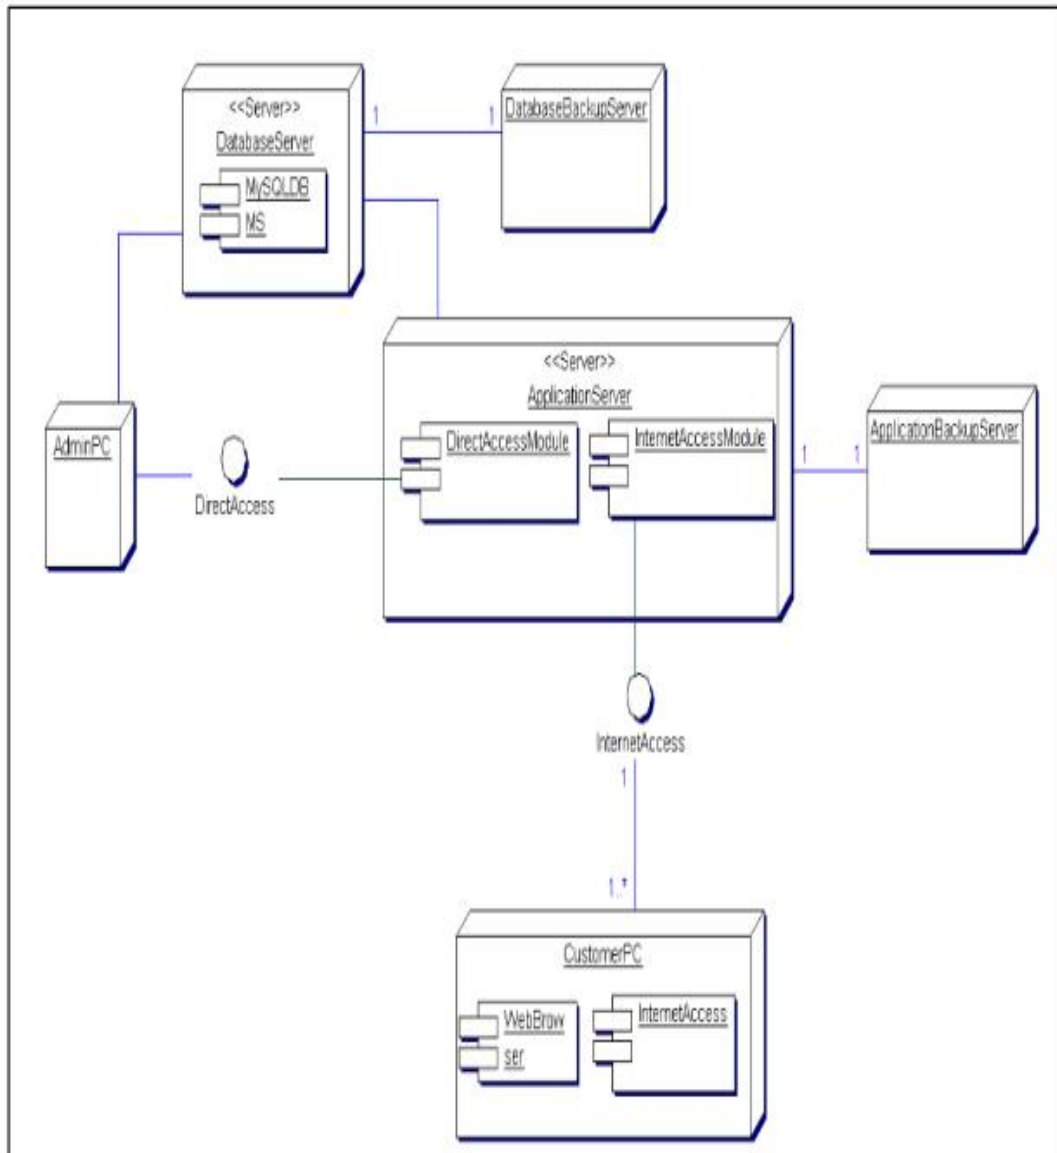 <<Server>>
DatabaseServer
MySQLDB
MS
1
1
DatabaseBackupServer
<<Server>>
ApplicationServer
DirectAccessModule
InternetAccessModule
1
1
ApplicationBackupServer
AdminPC
DirectAccess
InternetAccess
1
1..*
CustomerPC
WebBrow
ser
InternetAccess